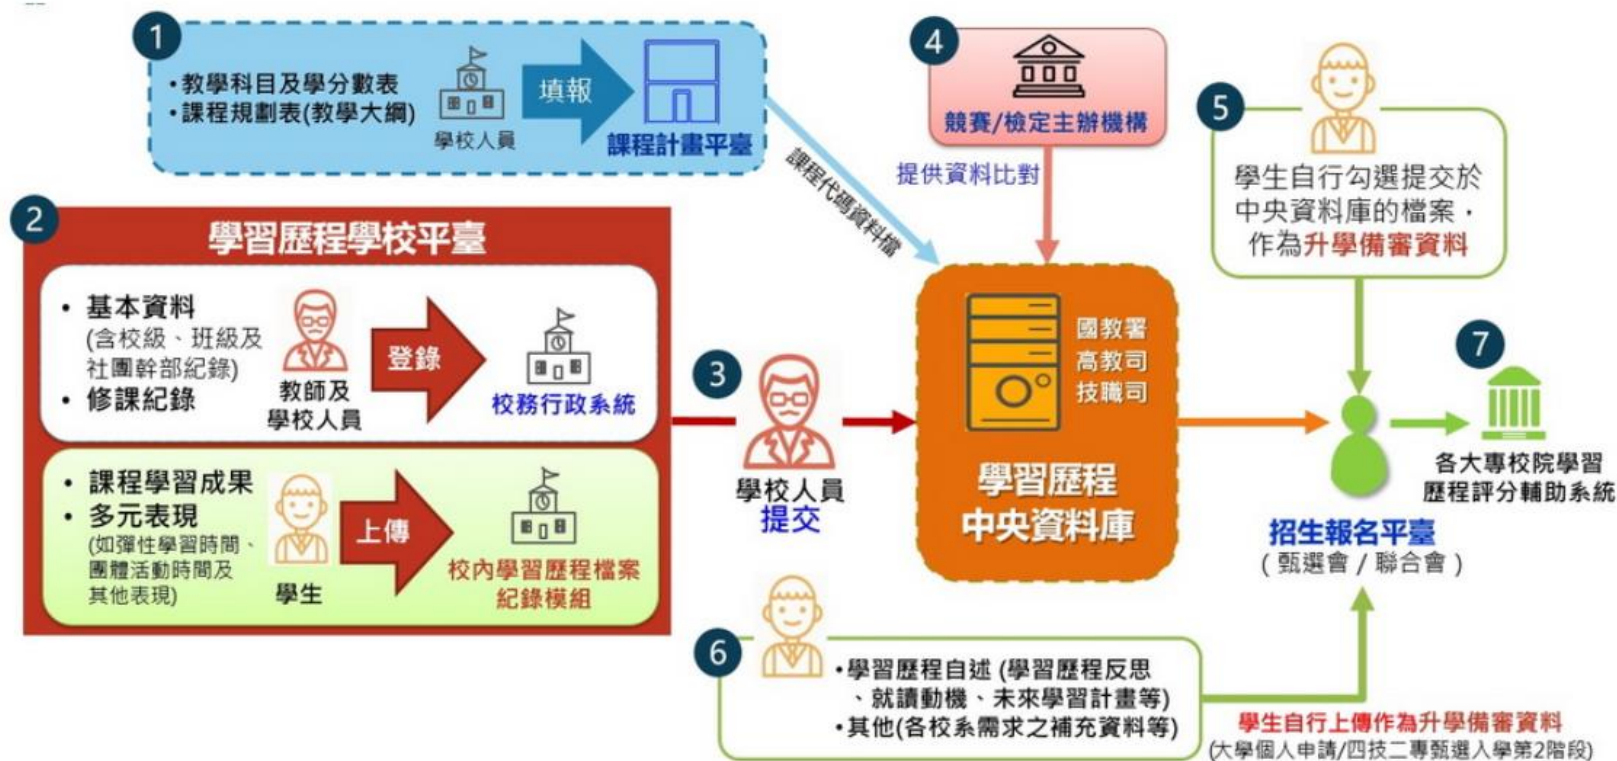 1
•教學科目及學分數表
•課程規劃表(教學大綱)
學校人員
填報
課程計畫平臺
課程代碼資料檔
2
學習歷程學校平臺
• 基本資料
(含校級、班級及
社團幹部紀錄)
• 修課紀錄
教師及
學校人員
登錄
校務行政系統
• 課程學習成果
• 多元表現
(如彈性學習時間、
團體活動時間及
其他表現)
學生
上傳
校內學習歷程檔案
紀錄模組
3
學校人員
提交
4
競賽/檢定主辦機構
提供資料比對
國教署
高教司
技職司
學習歷程
中央資料庫
5
學生自行勾選提交於
中央資料庫的檔案，
作為升學備審資料
招生報名平臺
( 甄選會 / 聯合會 )
6
•學習歷程自述 (學習歷程反思
、就讀動機、未來學習計畫等)
•其他(各校系需求之補充資料等)
學生自行上傳作為升學備審資料
(大學個人申請/四技二專甄選入學第2階段)
7
各大專校院學習
歷程評分輔助系統